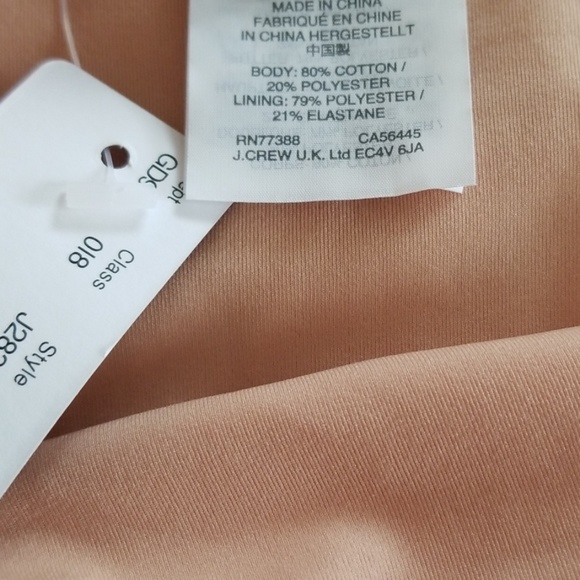 MADE IN CHINA
FABRIQUÉ EN CHINE
IN CHINA HERGESTELLT
中国製
BODY: 80% COTTON /
20% POLYESTER
LINING: 79% POLYESTER /
21% ELASTANE
RN77388 CA56445
J.CREW U.K. Ltd EC4V 6JA
Class
018
Style